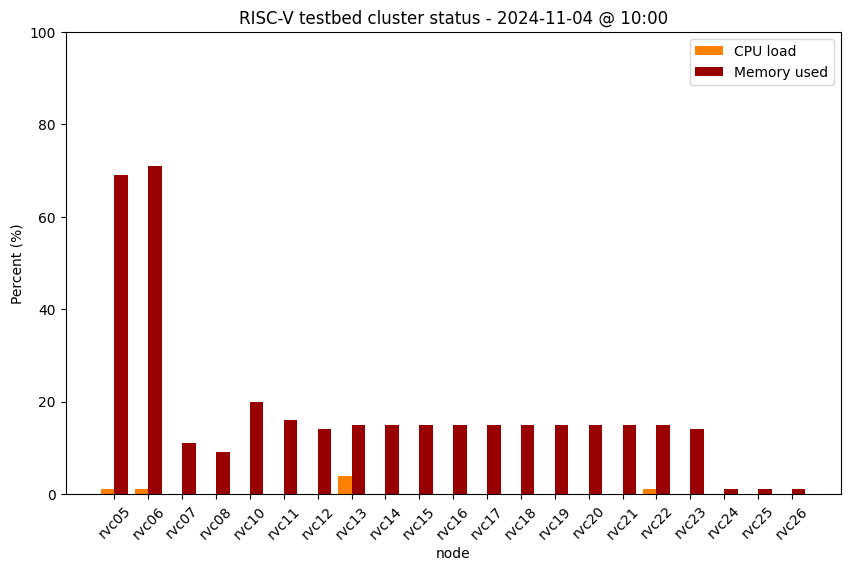 RISC-V testbed cluster status - 2024-11-04 @ 10:00
CPU load
Memory used
Percent (%)
100
80
60
40
20
0
rvc05 rvc06 rvc07 rvc08 rvc10 rvc11 rvc12 rvc13 rvc14 rvc15 rvc16 rvc17 rvc18 rvc19 rvc20 rvc21 rvc22 rvc23 rvc24 rvc25 rvc26
node